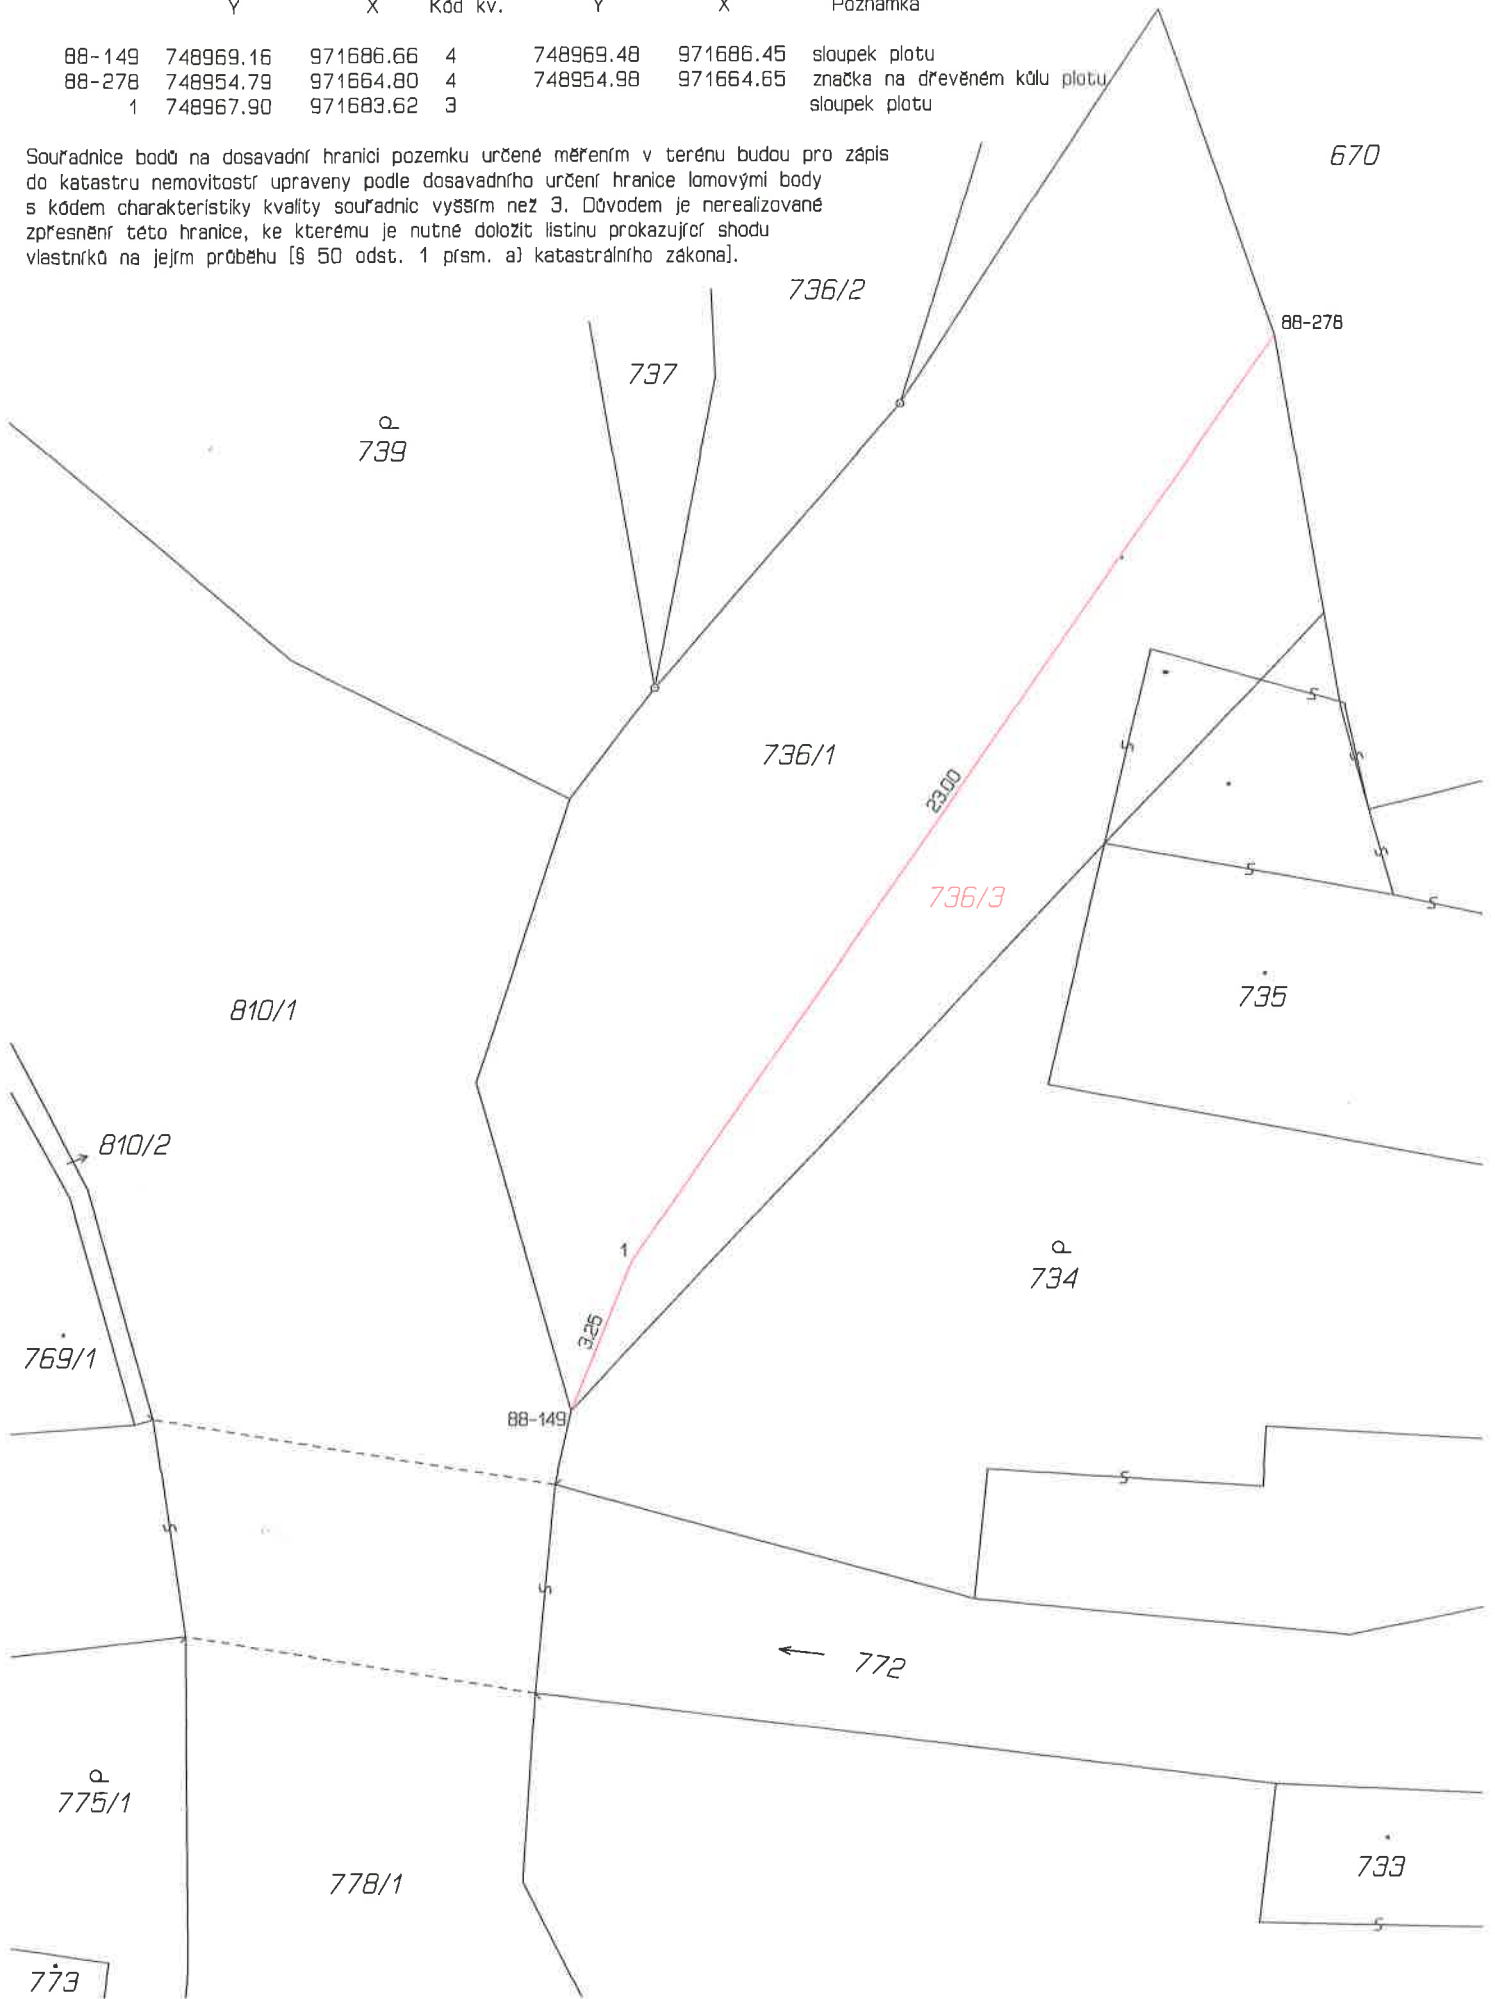 Y X Kód kv. Y X Poznámka
88-149 748969.16 971686.66 4 748969.48 971686.45 sloupek plotu
88-278 748954.79 971664.80 4 748954.98 971664.65 značka na dřevěném kůlu plotu
1 748967.90 971683.62 3 sloupek plotu
Souřadnice bodů na dosavadní hranici pozemku určené měřením v terénu budou pro zápis
do katastru nemovitostí upraveny podle dosavadního určení hranice lomovými body
s kódem charakteristiky kvality souřadnic vyšším než 3. Důvodem je nerealizované
zpřesnění této hranice, ke kterému je nutné doložit listinu prokazující shodu
vlastníků na jejím průběhu [§ 50 odst. 1 písm. a) katastrálního zákona].
670
736/2
88-278
737
739
736/1
23.00
736/3
735
810/1
810/2
1
734
3.25
769/1
88-149
772
775/1
733
778/1
773